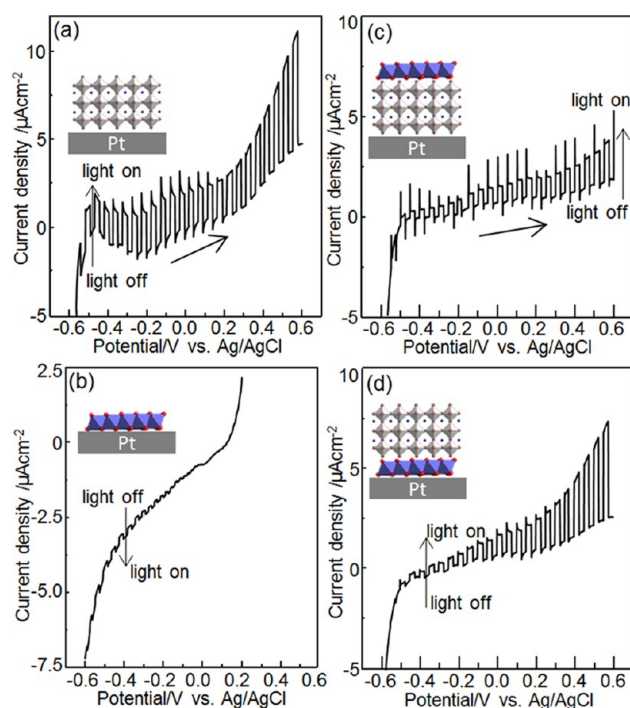 (a)
10
5
0
-5
Current density /μAcm⁻²
Pt
light on
light off
-0.6 -0.4 -0.2 0.0 0.2 0.4 0.6
Potential/V vs. Ag/AgCl
(c)
10
5
0
-5
Current density /μAcm⁻²
Pt
light on
light off
-0.6 -0.4 -0.2 0.0 0.2 0.4 0.6
Potential/V vs. Ag/AgCl
(b)
2.5
0
-2.5
-5.0
-7.5
Current density /μAcm⁻²
Pt
light off
light on
-0.6 -0.4 -0.2 0.0 0.2 0.4 0.6
Potential/V vs. Ag/AgCl
(d)
10
5
0
-5
Current density /μAcm⁻²
Pt
light on
light off
-0.6 -0.4 -0.2 0.0 0.2 0.4 0.6
Potential/V vs. Ag/AgCl